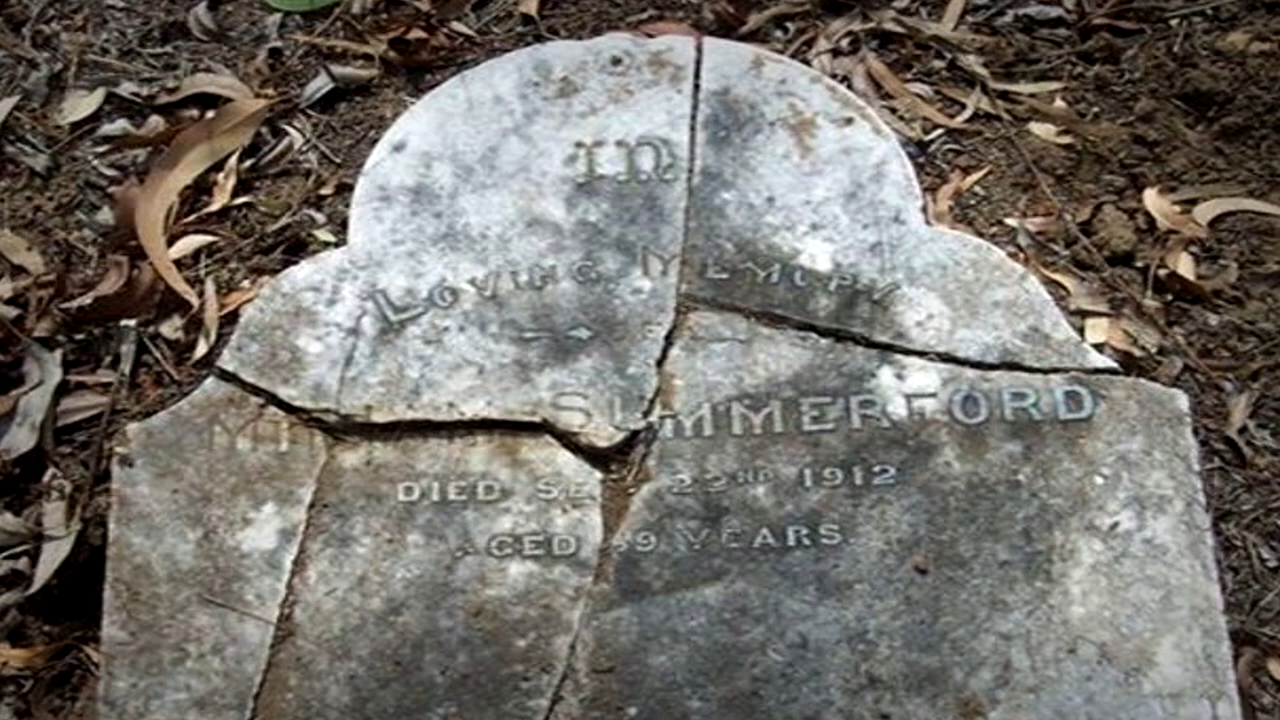 IN
LOVING MEMORY
SUMMERFORD
DIED 22ND 1912
AGED YEARS.